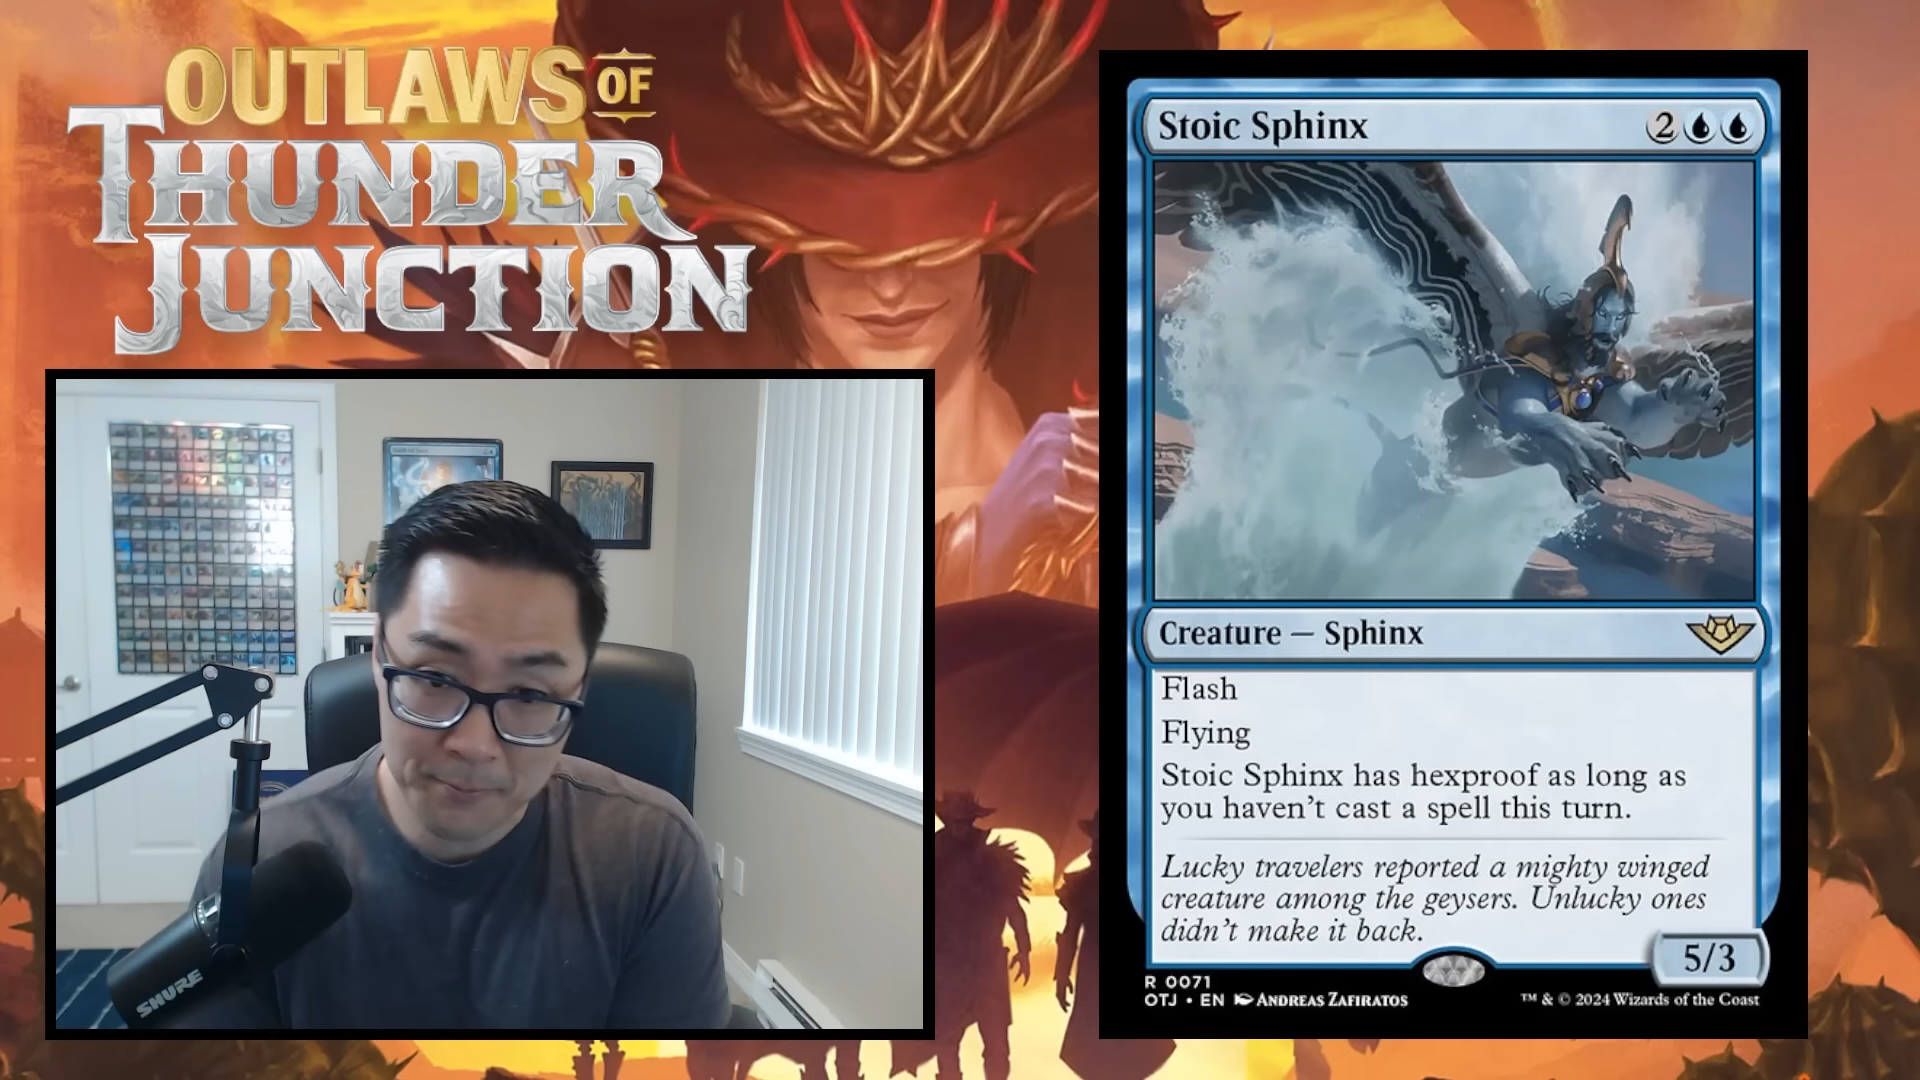 OUTLAWS OF
THUNDER
JUNCTION
SHURE
Stoic Sphinx 2
Creature — Sphinx
Flash
Flying
Stoic Sphinx has hexproof as long as
you haven't cast a spell this turn.
Lucky travelers reported a mighty winged
creature among the geysers. Unlucky ones
didn't make it back.
5/3
R 0071
OTJ • EN ANDREAS ZAFIRATOS
™ & © 2024 Wizards of the Coast